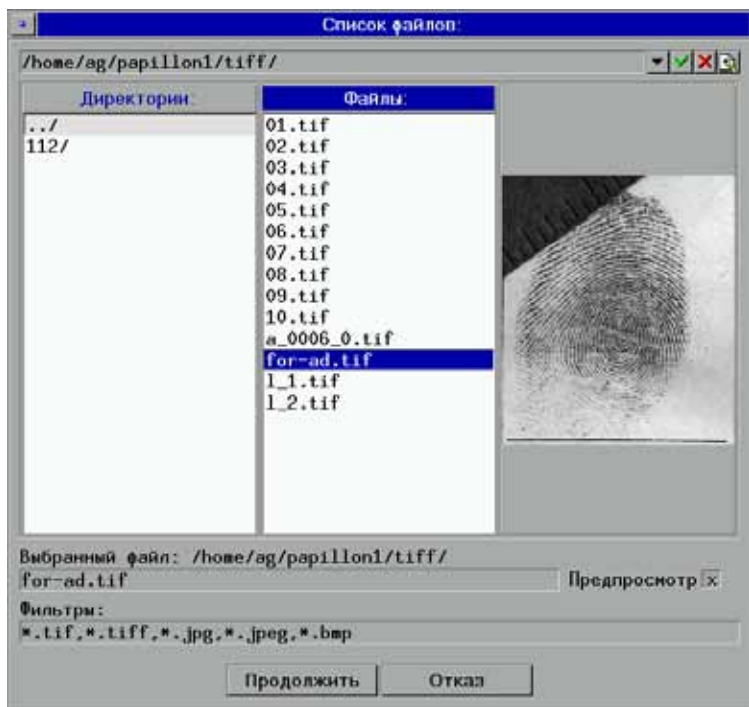 Список файлов:
/home/ag/papillon1/tiff/
Директории:
../
112/
Файлы:
01.tif
02.tif
03.tif
04.tif
05.tif
06.tif
07.tif
08.tif
09.tif
10.tif
a_0006_0.tif
for-ad.tif
l_1.tif
l_2.tif
Выбранный файл: /home/ag/papillon1/tiff/
for-ad.tif
Предпросмотр x
Фильтры:
*.tif,*.tiff,*.jpg,*.jpeg,*.bmp
Продолжить
Отказ